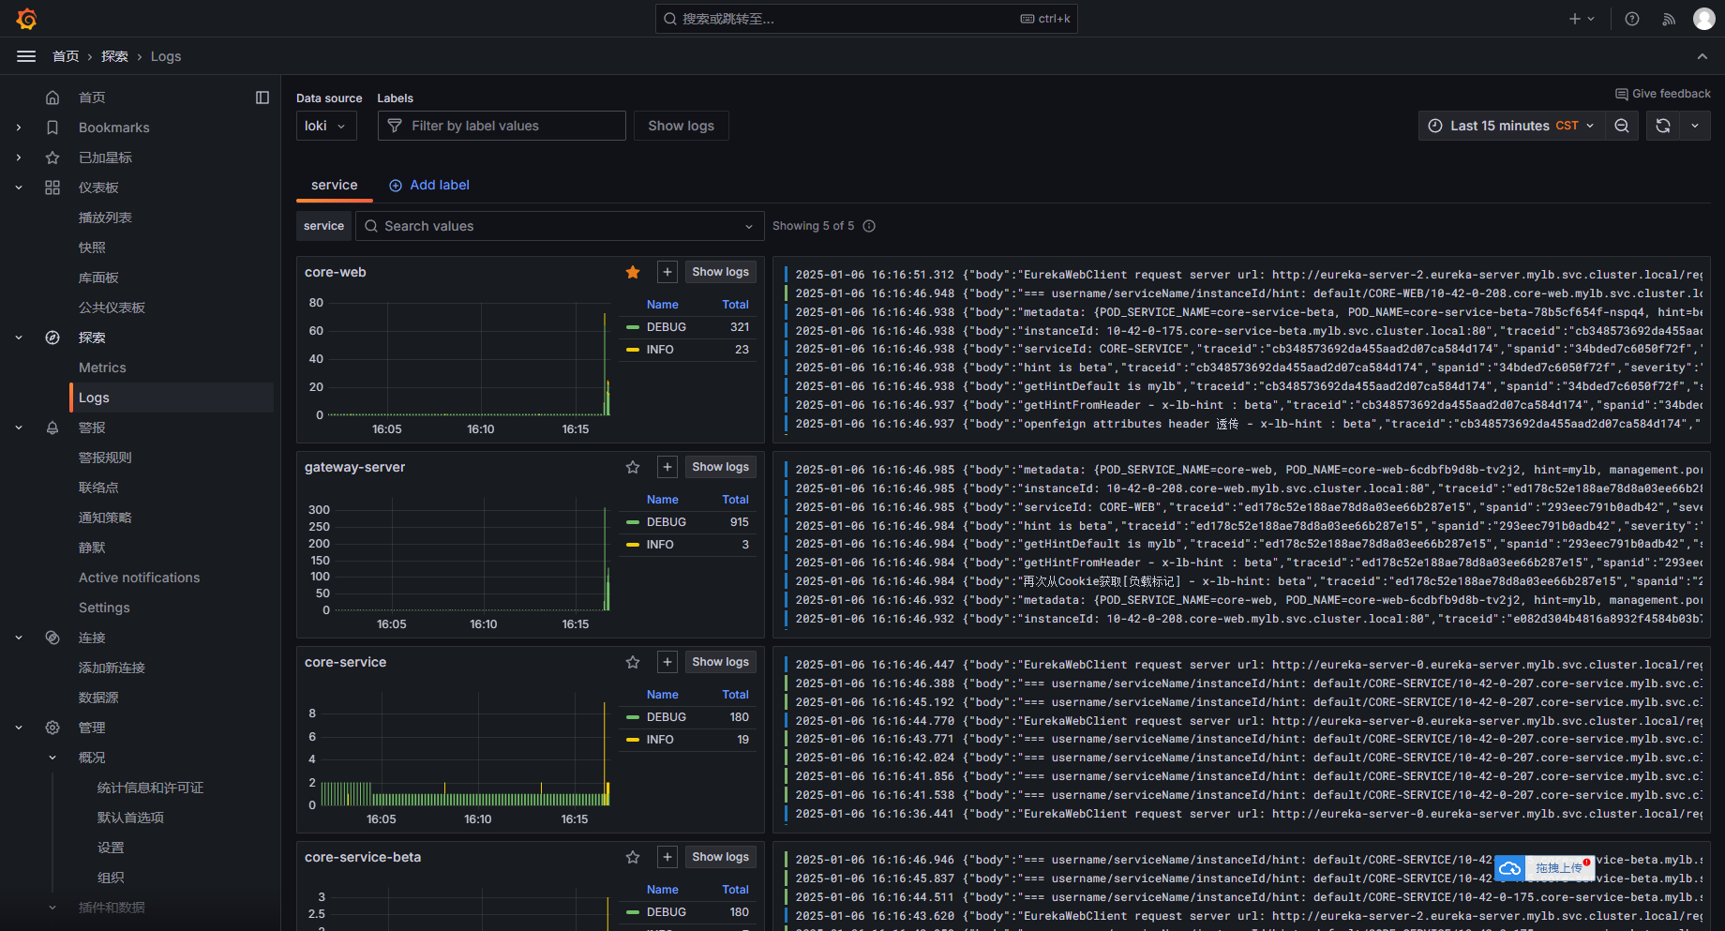 搜索或跳转至...
ctrl+k
首页 › 探索 › Logs
首页
Bookmarks
已加星标
仪表板
播放列表
快照
库面板
公共仪表板
探索
Metrics
Logs
警报
警报规则
联络点
通知策略
静默
Active notifications
Settings
连接
添加新连接
数据源
管理
概况
统计信息和许可证
默认首选项
设置
组织
插件和数据
Data source Labels
Give feedback
loki Filter by label values Show logs
Last 15 minutes CST
service Add label
service Search values Showing 5 of 5
core-web
Show logs
Name Total
DEBUG 321
INFO 23
80
60
40
20
0
16:05 16:10 16:15
2025-01-06 16:16:51.312 {"body":"EurekaWebClient request server url: http://eureka-server-2.eureka-server.mylb.svc.cluster.local/reg
2025-01-06 16:16:46.948 {"body":"=== username/serviceName/instanceId/hint: default/CORE-WEB/10-42-0-208.core-web.mylb.svc.cluster.lo
2025-01-06 16:16:46.938 {"body":"metadata: {POD_SERVICE_NAME=core-service-beta, POD_NAME=core-service-beta-78b5cf654f-nspq4, hint=be
2025-01-06 16:16:46.938 {"body":"instanceId: 10-42-0-175.core-service-beta.mylb.svc.cluster.local:80","traceid":"cb348573692da455aad
2025-01-06 16:16:46.938 {"body":"serviceId: CORE-SERVICE","traceid":"cb348573692da455aad2d07ca584d174","spanid":"34bded7c6050f72f","
2025-01-06 16:16:46.938 {"body":"hint is beta","traceid":"cb348573692da455aad2d07ca584d174","spanid":"34bded7c6050f72f","severity":"
2025-01-06 16:16:46.938 {"body":"getHintDefault is mylb","traceid":"cb348573692da455aad2d07ca584d174","spanid":"34bded7c6050f72f","s
2025-01-06 16:16:46.937 {"body":"getHintFromHeader - x-lb-hint : beta","traceid":"cb348573692da455aad2d07ca584d174","spanid":"34bded
2025-01-06 16:16:46.937 {"body":"openfeign attributes header 透传 - x-lb-hint : beta","traceid":"cb348573692da455aad2d07ca584d174","
gateway-server
Show logs
Name Total
DEBUG 915
INFO 3
300
250
200
150
100
50
0
16:05 16:10 16:15
2025-01-06 16:16:46.985 {"body":"metadata: {POD_SERVICE_NAME=core-web, POD_NAME=core-web-6cdbfb9d8b-tv2j2, hint=mylb, management.por
2025-01-06 16:16:46.985 {"body":"instanceId: 10-42-0-208.core-web.mylb.svc.cluster.local:80","traceid":"ed178c52e188ae78d8a03ee66b28
2025-01-06 16:16:46.985 {"body":"serviceId: CORE-WEB","traceid":"ed178c52e188ae78d8a03ee66b287e15","spanid":"293eec791b0adb42","seve
2025-01-06 16:16:46.984 {"body":"hint is beta","traceid":"ed178c52e188ae78d8a03ee66b287e15","spanid":"293eec791b0adb42","severity":"
2025-01-06 16:16:46.984 {"body":"getHintDefault is mylb","traceid":"ed178c52e188ae78d8a03ee66b287e15","spanid":"293eec791b0adb42","s
2025-01-06 16:16:46.984 {"body":"getHintFromHeader - x-lb-hint : beta","traceid":"ed178c52e188ae78d8a03ee66b287e15","spanid":"293eec
2025-01-06 16:16:46.984 {"body":"再次从Cookie获取[负载标记] - x-lb-hint: beta","traceid":"ed178c52e188ae78d8a03ee66b287e15","spanid":"2
2025-01-06 16:16:46.932 {"body":"metadata: {POD_SERVICE_NAME=core-web, POD_NAME=core-web-6cdbfb9d8b-tv2j2, hint=mylb, management.por
2025-01-06 16:16:46.932 {"body":"instanceId: 10-42-0-208.core-web.mylb.svc.cluster.local:80","traceid":"e082d304b4816a8932f4584b03b7
core-service
Show logs
Name Total
DEBUG 180
INFO 19
8
6
4
2
0
16:05 16:10 16:15
2025-01-06 16:16:46.447 {"body":"EurekaWebClient request server url: http://eureka-server-0.eureka-server.mylb.svc.cluster.local/reg
2025-01-06 16:16:46.388 {"body":"=== username/serviceName/instanceId/hint: default/CORE-SERVICE/10-42-0-207.core-service.mylb.svc.cl
2025-01-06 16:16:45.192 {"body":"=== username/serviceName/instanceId/hint: default/CORE-SERVICE/10-42-0-207.core-service.mylb.svc.cl
2025-01-06 16:16:44.770 {"body":"EurekaWebClient request server url: http://eureka-server-0.eureka-server.mylb.svc.cluster.local/reg
2025-01-06 16:16:43.771 {"body":"=== username/serviceName/instanceId/hint: default/CORE-SERVICE/10-42-0-207.core-service.mylb.svc.cl
2025-01-06 16:16:42.024 {"body":"=== username/serviceName/instanceId/hint: default/CORE-SERVICE/10-42-0-207.core-service.mylb.svc.cl
2025-01-06 16:16:41.856 {"body":"=== username/serviceName/instanceId/hint: default/CORE-SERVICE/10-42-0-207.core-service.mylb.svc.cl
2025-01-06 16:16:41.538 {"body":"=== username/serviceName/instanceId/hint: default/CORE-SERVICE/10-42-0-207.core-service.mylb.svc.cl
2025-01-06 16:16:36.441 {"body":"EurekaWebClient request server url: http://eureka-server-0.eureka-server.mylb.svc.cluster.local/reg
core-service-beta
Show logs
Name Total
DEBUG 180
3
2.5
2025-01-06 16:16:46.946 {"body":"=== username/serviceName/instanceId/hint: default/CORE-SERVICE/10-42 vice-beta.mylb.s
2025-01-06 16:16:45.837 {"body":"=== username/serviceName/instanceId/hint: default/CORE-SERVICE/10-42 vice-beta.mylb.s
2025-01-06 16:16:44.511 {"body":"=== username/serviceName/instanceId/hint: default/CORE-SERVICE/10-42-0-175.core-service-beta.mylb.s
2025-01-06 16:16:43.620 {"body":"EurekaWebClient request server url: http://eureka-server-2.eureka-server.mylb.svc.cluster.local/reg
拖拽上传